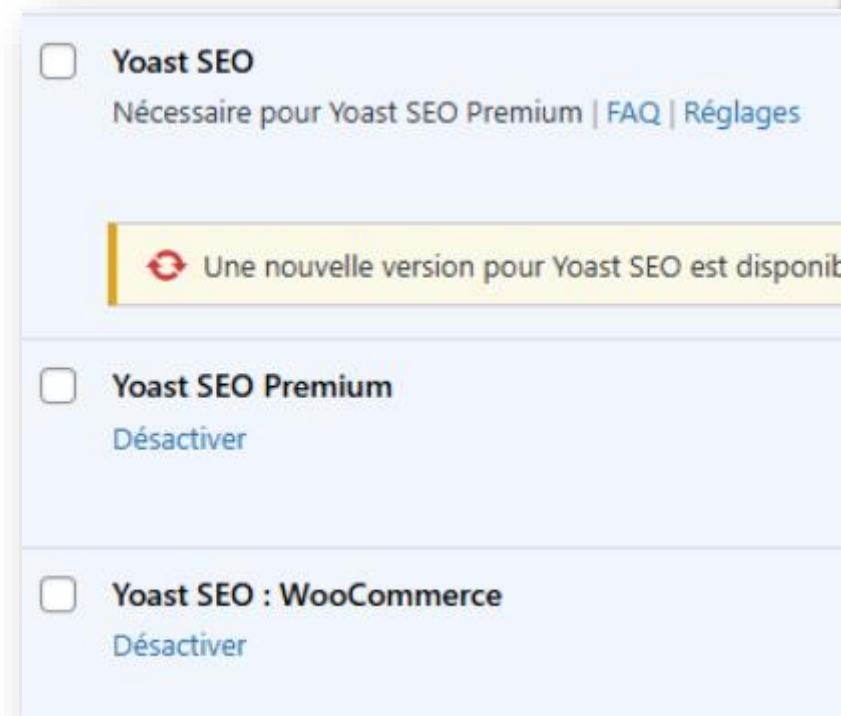 Yoast SEO
Nécessaire pour Yoast SEO Premium | FAQ | Réglages
Une nouvelle version pour Yoast SEO est
Yoast SEO Premium
Désactiver
Yoast SEO : WooCommerce
Désactiver